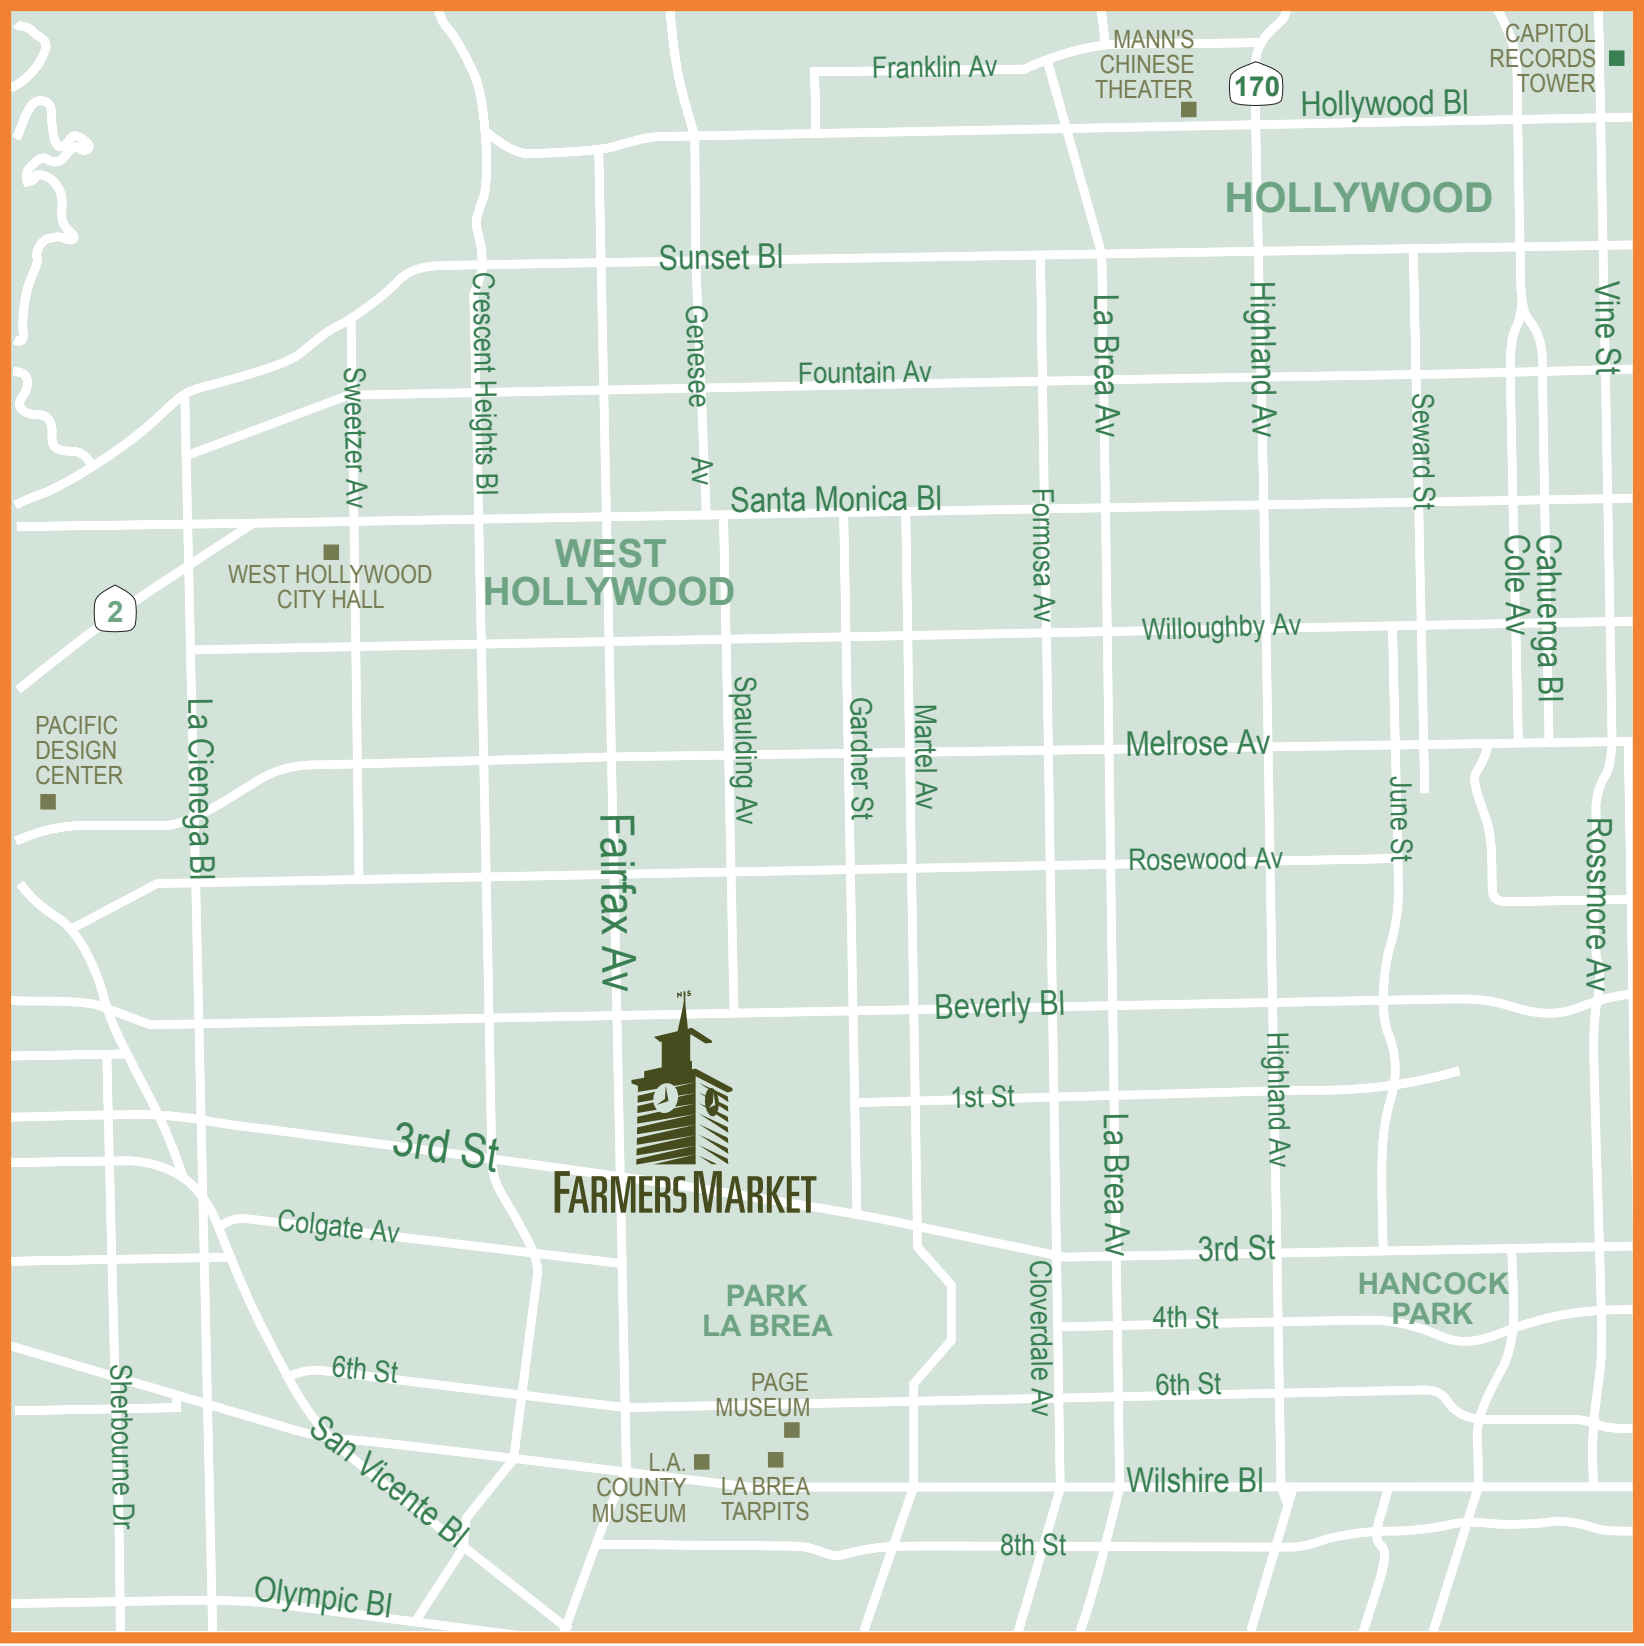 MANN'S
CHINESE
THEATER
CAPITOL
RECORDS
TOWER
Franklin Av
170
Hollywood Bl
HOLLYWOOD
Sunset Bl
Crescent Heights Bl
Genesee Av
La Brea Av
Highland Av
Vine St
Sweetzer Av
Fountain Av
Seward St
Santa Monica Bl
Formosa Av
WEST
HOLLYWOOD
WEST HOLLYWOOD
CITY HALL
2
Cole Av
Cahuenga Bl
Willoughby Av
PACIFIC
DESIGN
CENTER
La Cienega Bl
Spaulding Av
Gardner St
Martel Av
Melrose Av
June St
Fairfax Av
Rosewood Av
Rossmore Av
N S
Beverly Bl
Highland Av
1st St
3rd St
La Brea Av
FARMERS MARKET
Colgate Av
3rd St
Cloverdale Av
PARK
LA BREA
HANCOCK
PARK
4th St
6th St
Sherbourne Dr
PAGE
MUSEUM
6th St
San Vicente Bl
L.A.
COUNTY
MUSEUM
LA BREA
TARPITS
Wilshire Bl
8th St
Olympic Bl